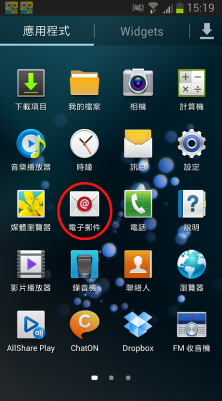 15:19
應用程式 Widgets
下載項目 我的檔案 相機 計算機
音樂播放器 時鐘 訊息 設定
媒體瀏覽器 電子郵件 電話 說明
影片播放器 錄音機 聯絡人 瀏覽器
AllShare Play ChatON Dropbox FM 收音機